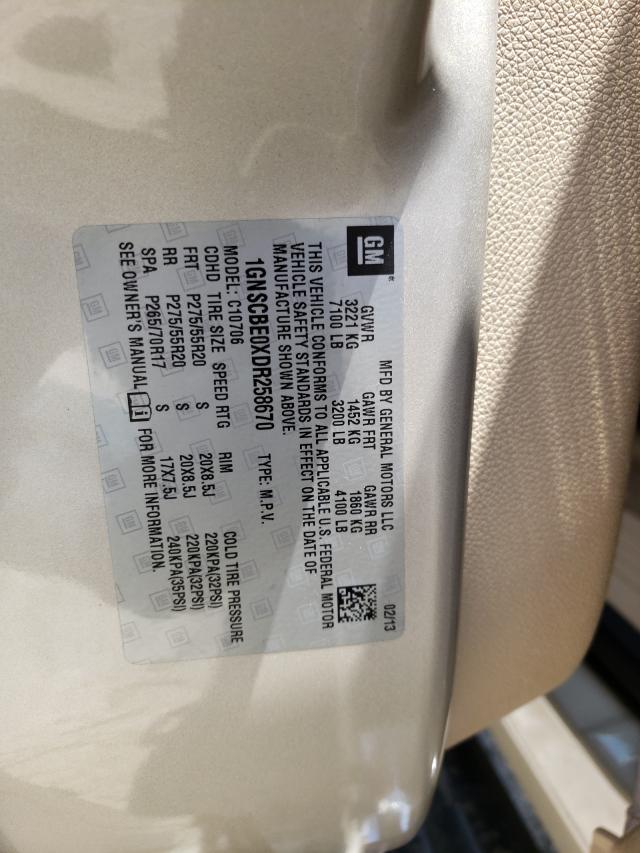 GM®
MFD BY GENERAL MOTORS LLC 02/13
GVWR GAWR FRT GAWR RR
3221 KG 1452 KG 1860 KG
7100 LB 3200 LB 4100 LB
THIS VEHICLE CONFORMS TO ALL APPLICABLE U.S. FEDERAL MOTOR
VEHICLE SAFETY STANDARDS IN EFFECT ON THE DATE OF
MANUFACTURE SHOWN ABOVE.
1GNSCBE0XDR258670 TYPE: M.P.V.
MODEL: C10706
CDHD TIRE SIZE SPEED RTG RIM COLD TIRE PRESSURE
FRT P275/55R20 S 20X8.5J 220KPA(32PSI)
RR P275/55R20 S 20X8.5J 220KPA(32PSI)
SPA P265/70R17 S 17X7.5J 240KPA(35PSI)
SEE OWNER'S MANUAL FOR MORE INFORMATION.